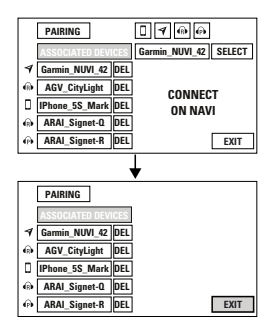 PAIRING
ASSOCIATED DEVICES Garmin_NUVI_42 SELECT
Garmin_NUVI_42 DEL
AGV_CityLight DEL
IPhone_5S_Mark DEL
ARAI_Signet-Q DEL
ARAI_Signet-R DEL
CONNECT
ON NAVI
EXIT
PAIRING
ASSOCIATED DEVICES
Garmin_NUVI_42 DEL
AGV_CityLight DEL
IPhone_5S_Mark DEL
ARAI_Signet-Q DEL
ARAI_Signet-R DEL
EXIT